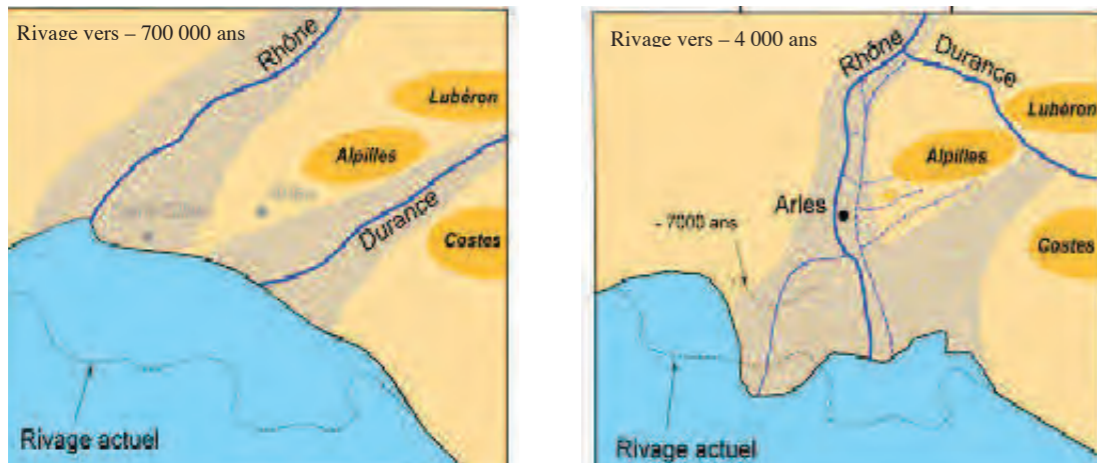 Rivage vers – 700 000 ans
Rhône
Lubéron
Alpilles
Durance
Costes
Rivage actuel
Rivage vers – 4 000 ans
Rhône
Durance
Lubéron
Alpilles
Arles
- 7000 ans
Costes
Rivage actuel